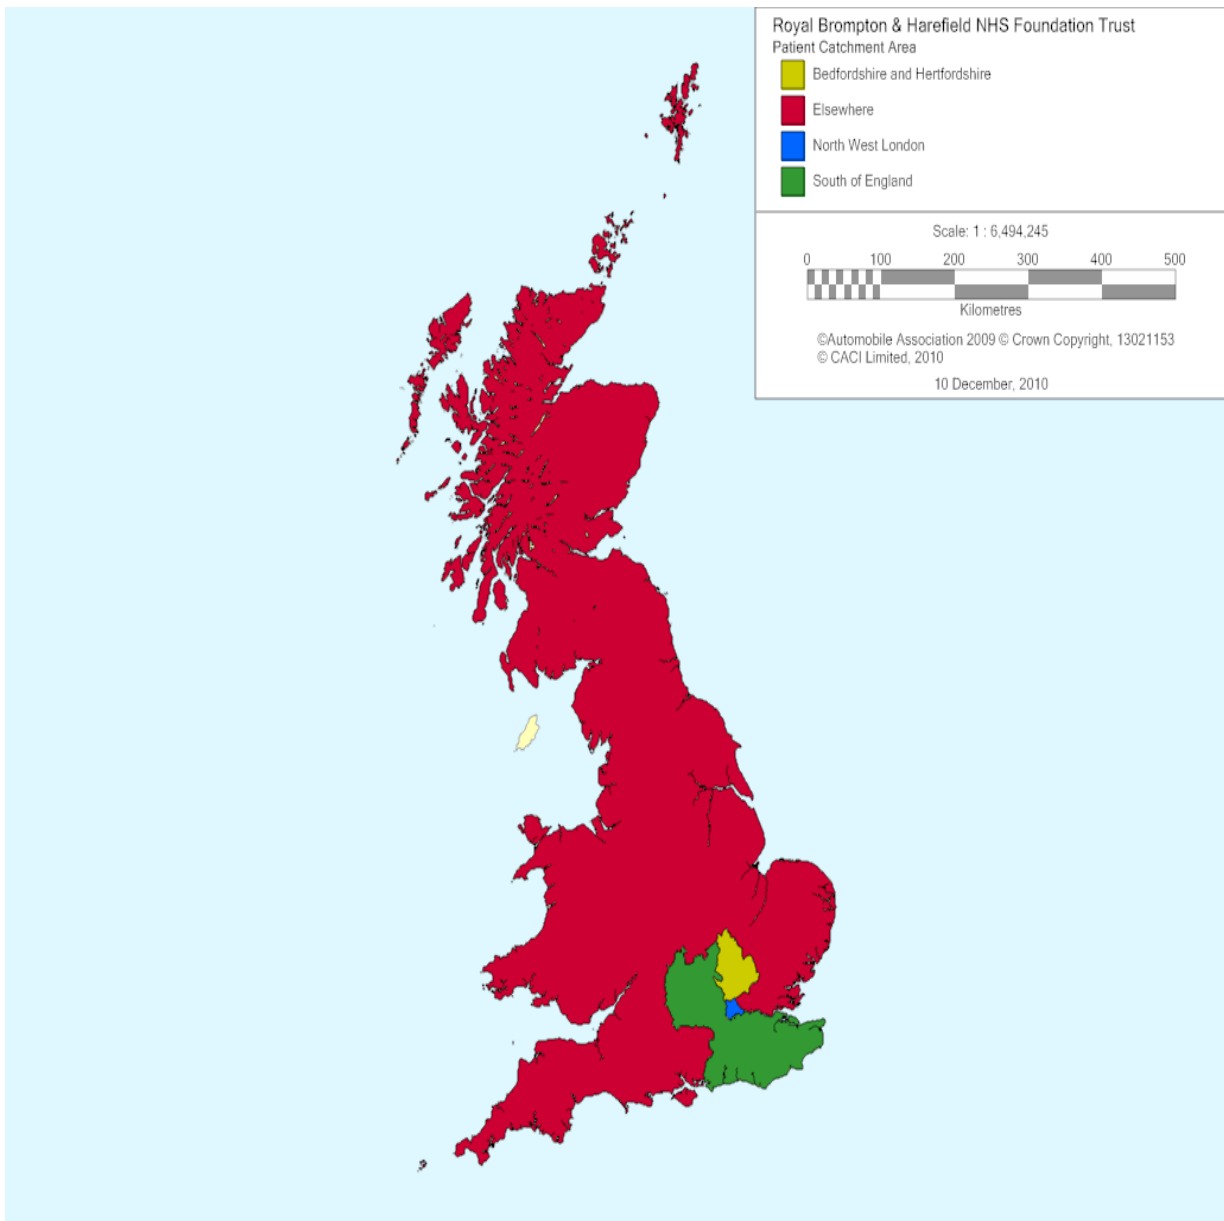 Royal Brompton & Harefield NHS Foundation Trust
Patient Catchment Area
Bedfordshire and Hertfordshire
Elsewhere
North West London
South of England
Scale: 1 : 6,494,245
0 100 200 300 400 500
Kilometres
©Automobile Association 2009 © Crown Copyright, 13021153
© CACI Limited, 2010
10 December, 2010